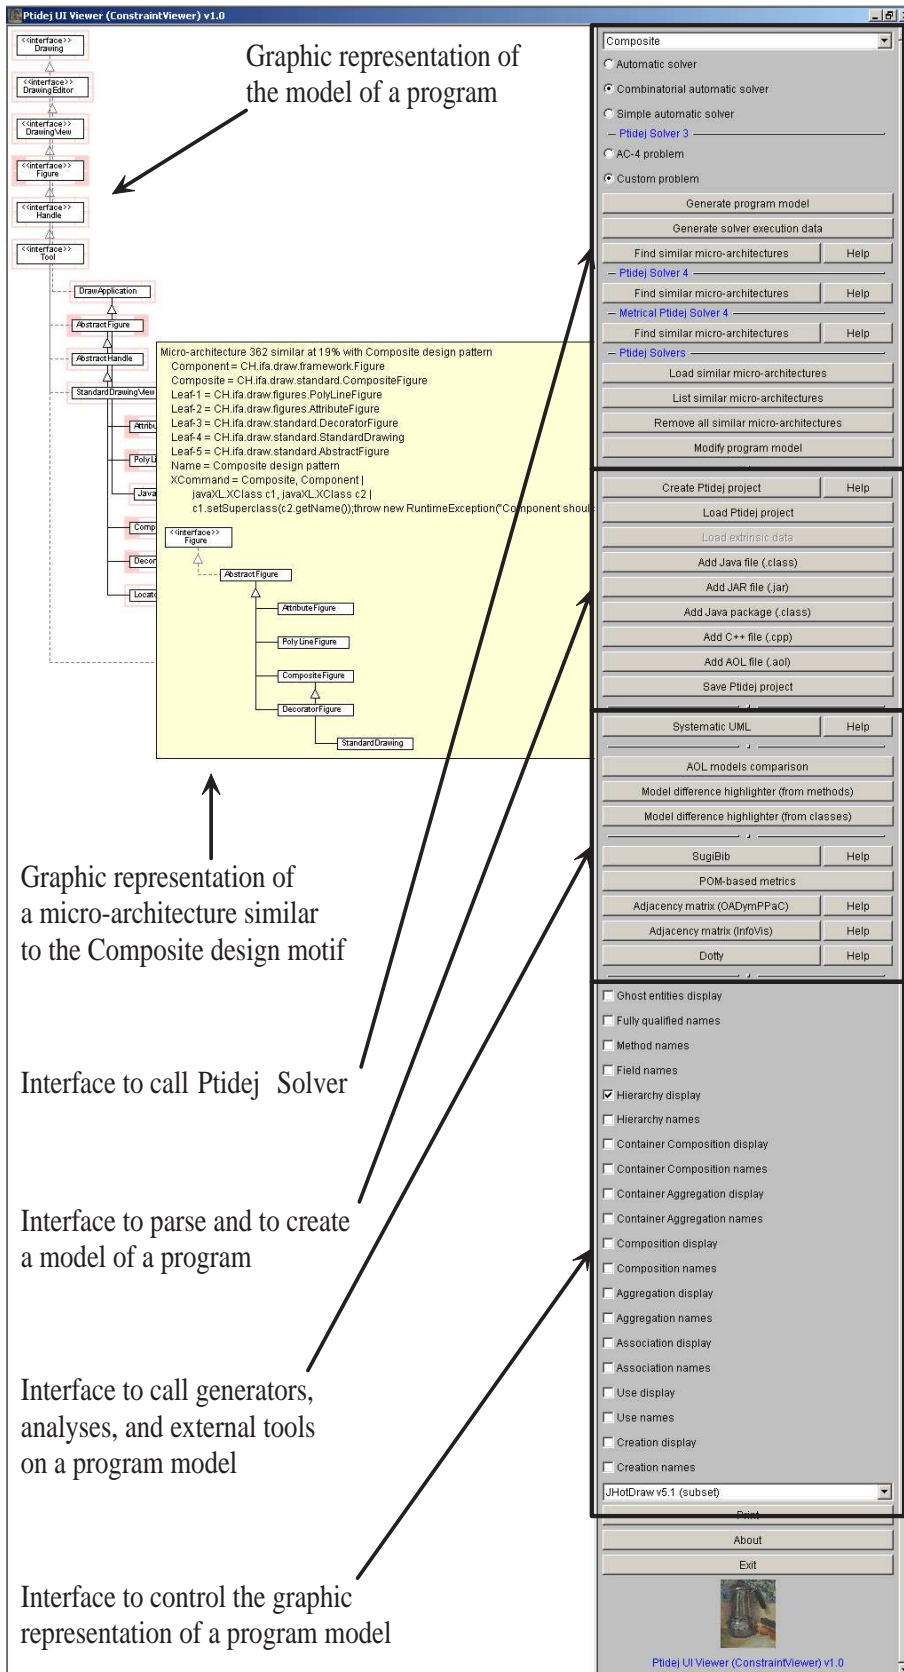 Ptidej UI Viewer (ConstraintViewer) v1.0
<<interface>>
Drawing
<<interface>>
DrawingEditor
<<interface>>
DrawingView
<<interface>>
Figure
<<interface>>
Handle
<<interface>>
Tool
DrawApplication
AbstractFigure
AbstractHandle
StandardDrawingView
Attribu
PolyLi
Java
Comp
Decor
Locato
Graphic representation of
the model of a program
Micro-architecture 362 similar at 19% with Composite design pattern
Component = CH.ifa.draw.framework.Figure
Composite = CH.ifa.draw.standard.CompositeFigure
Leaf-1 = CH.ifa.draw.figures.PolyLineFigure
Leaf-2 = CH.ifa.draw.figures.AttributeFigure
Leaf-3 = CH.ifa.draw.standard.DecoratorFigure
Leaf-4 = CH.ifa.draw.standard.StandardDrawing
Leaf-5 = CH.ifa.draw.standard.AbstractFigure
Name = Composite design pattern
XCommand = Composite, Component |
javaXL.XClass c1, javaXL.XClass c2 |
c1.setSuperclass(c2.getName());throw new RuntimeException("Component shoul
<<interface>>
Figure
AbstractFigure
AttributeFigure
PolyLineFigure
CompositeFigure
DecoratorFigure
StandardDrawing
Graphic representation of
a micro-architecture similar
to the Composite design motif
Interface to call Ptidej Solver
Interface to parse and to create
a model of a program
Interface to call generators,
analyses, and external tools
on a program model
Interface to control the graphic
representation of a program model
Composite
Automatic solver
Combinatorial automatic solver
Simple automatic solver
Ptidej Solver 3
AC-4 problem
Custom problem
Generate program model
Generate solver execution data
Find similar micro-architectures Help
Ptidej Solver 4
Find similar micro-architectures Help
Metrical Ptidej Solver 4
Find similar micro-architectures Help
Ptidej Solvers
Load similar micro-architectures
List similar micro-architectures
Remove all similar micro-architectures
Modify program model
Create Ptidej project Help
Load Ptidej project
Load extrinsic data
Add Java file (.class)
Add JAR file (.jar)
Add Java package (.class)
Add C++ file (.cpp)
Add AOL file (.aol)
Save Ptidej project
Systematic UML Help
AOL models comparison
Model difference highlighter (from methods)
Model difference highlighter (from classes)
SugiBib Help
POM-based metrics
Adjacency matrix (OADymPPaC) Help
Adjacency matrix (InfoVis) Help
Dotty Help
Ghost entities display
Fully qualified names
Method names
Field names
Hierarchy display
Hierarchy names
Container Composition display
Container Composition names
Container Aggregation display
Container Aggregation names
Composition display
Composition names
Aggregation display
Aggregation names
Association display
Association names
Use display
Use names
Creation display
Creation names
JHotDraw v5.1 (subset)
Print
About
Exit
Ptidej UI Viewer (ConstraintViewer) v1.0